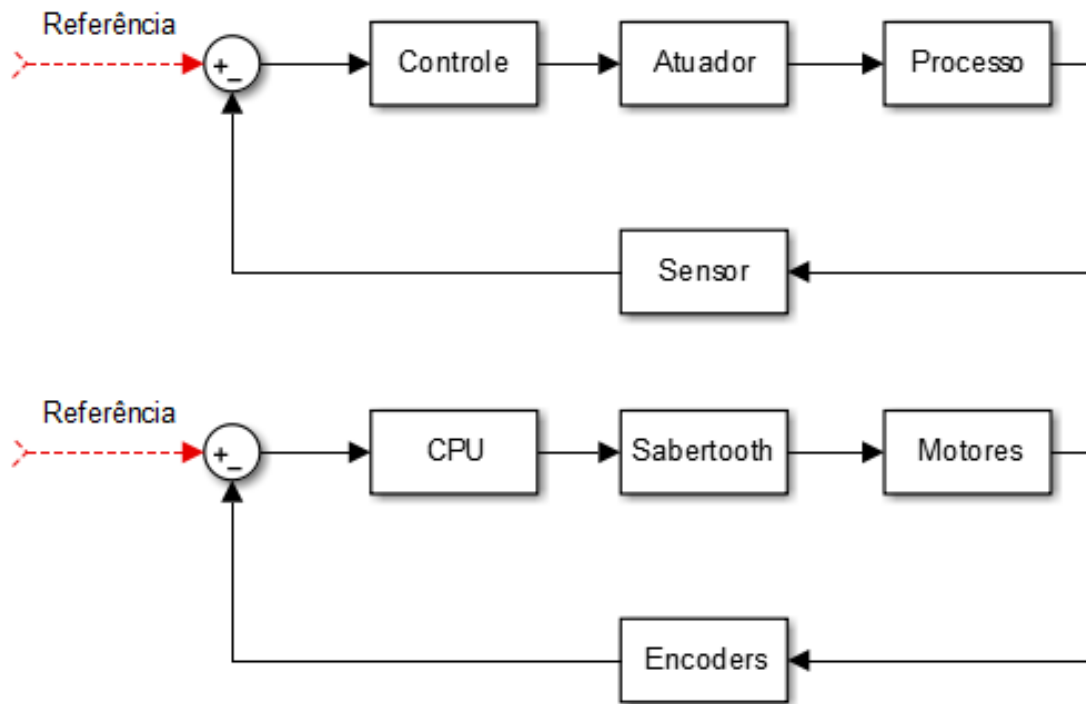 Referência
+
–
Controle
Atuador
Processo
Sensor
Referência
+
–
CPU
Sabertooth
Motores
Encoders